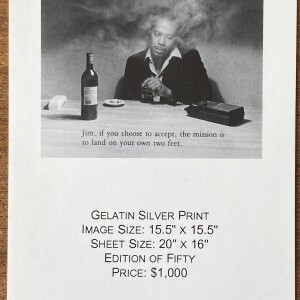 Jim, if you choose to accept, the mission is
to land on your own two feet.
GELATIN SILVER PRINT
IMAGE SIZE: 15.5" X 15.5"
SHEET SIZE: 20" X 16"
EDITION OF FIFTY
PRICE: $1,000